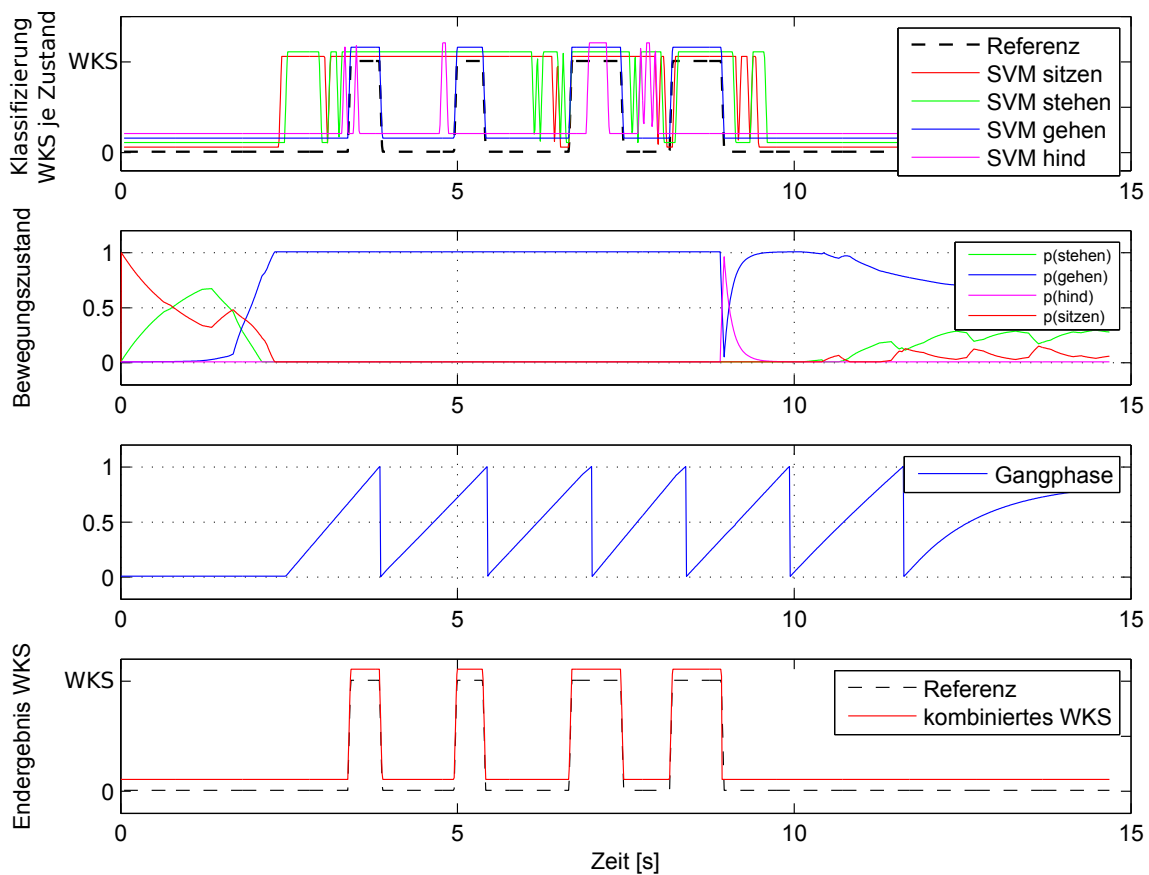 Klassifizierung
WKS je Zustand
WKS
0
Referenz
SVM sitzen
SVM stehen
SVM gehen
SVM hind
0
5
10
15
Bewegungszustand
1
0.5
0
p(stehen)
p(gehen)
p(hind)
p(sitzen)
0
5
10
15
1
0.5
0
Gangphase
0
5
10
15
Endergebnis WKS
WKS
0
Referenz
kombiniertes WKS
0
5
10
15
Zeit [s]